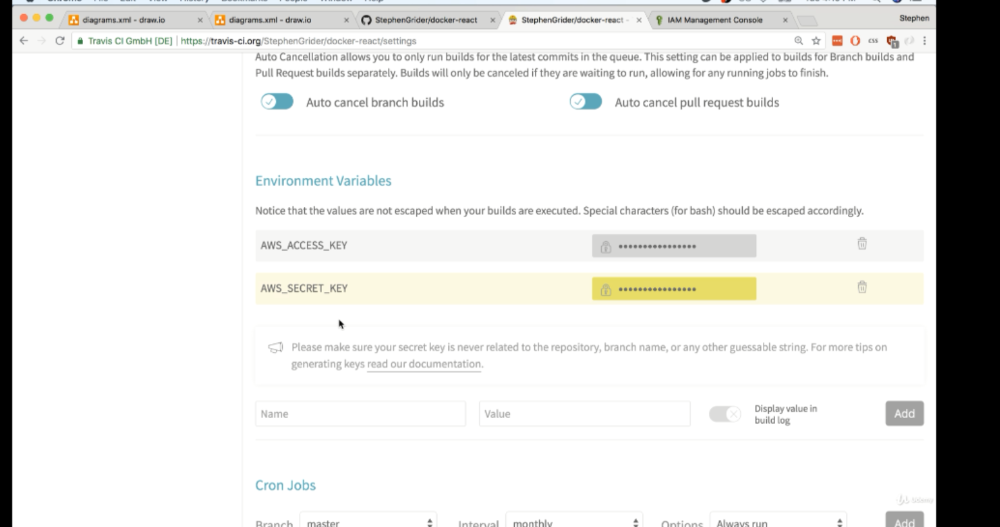 diagrams.xml - draw.io
diagrams.xml - draw.io
StephenGrider/docker-react
StephenGrider/docker-react -
IAM Management Console
Stephen
Travis CI GmbH [DE] | https://travis-ci.org/StephenGrider/docker-react/settings
css
1
Auto Cancellation allows you to only run builds for the latest commits in the queue. This setting can be applied to builds for Branch builds and
Pull Request builds separately. Builds will only be canceled if they are waiting to run, allowing for any running jobs to finish.
Auto cancel branch builds
Auto cancel pull request builds
Environment Variables
Notice that the values are not escaped when your builds are executed. Special characters (for bash) should be escaped accordingly.
AWS_ACCESS_KEY
••••••••••••••••
AWS_SECRET_KEY
••••••••••••••••
Please make sure your secret key is never related to the repository, branch name, or any other guessable string. For more tips on
generating keys read our documentation.
Name
Value
Display value in
build log
Add
Cron Jobs
Udemy
Branch
master
Interval
monthly
Options
Always run
Add